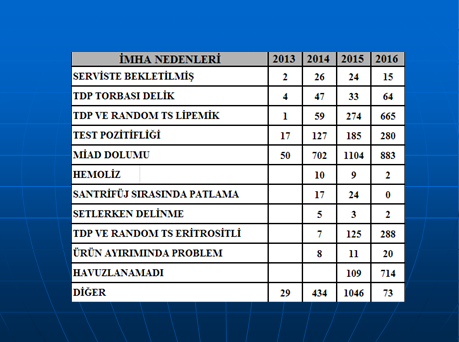 İMHA NEDENLERİ 2013 2014 2015 2016
SERVİSTE BEKLETİLMİŞ 2 26 24 15
TDP TORBASI DELİK 4 47 33 64
TDP VE RANDOM TS LİPEMİK 1 59 274 665
TEST POZİTİFLİĞİ 17 127 185 280
MİAD DOLUMU 50 702 1104 883
HEMOLİZ 10 9 2
SANTRİFÜJ SIRASINDA PATLAMA 17 24 0
SETLERKEN DELİNME 5 3 2
TDP VE RANDOM TS ERİTROSİTLİ 7 125 288
ÜRÜN AYIRIMINDA PROBLEM 8 11 20
HAVUZLANAMADI 109 714
DİĞER 29 434 1046 73